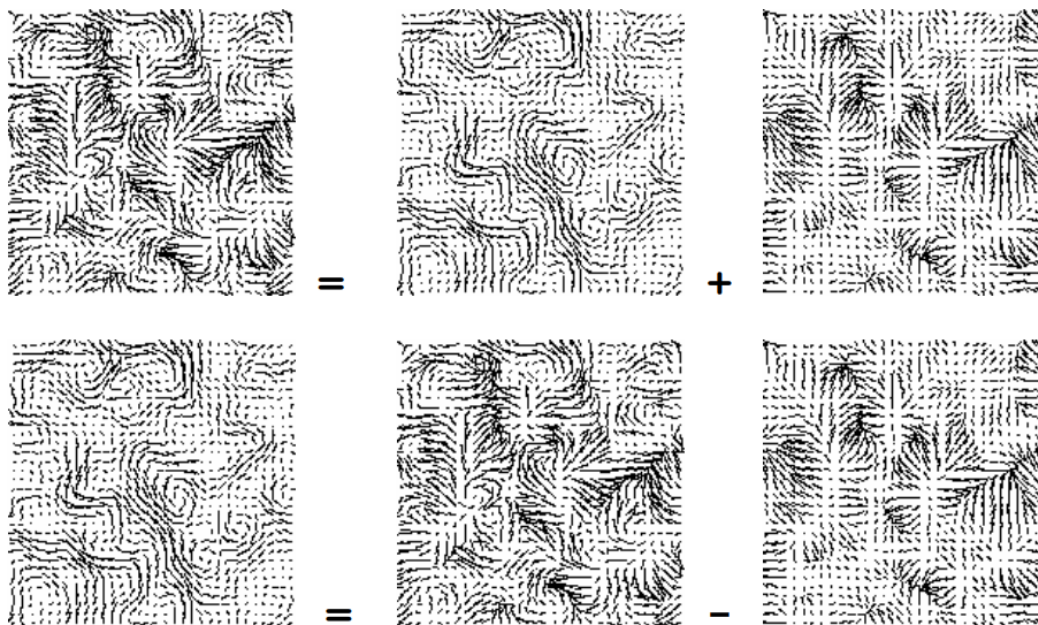 = +
= -